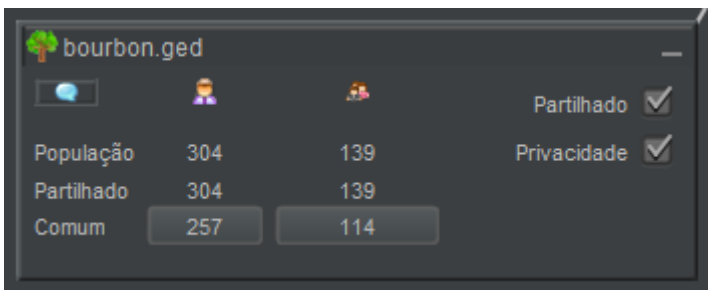 bourbon.ged
Partilhado
População 304 139 Privacidade
Partilhado 304 139
Comum 257 114